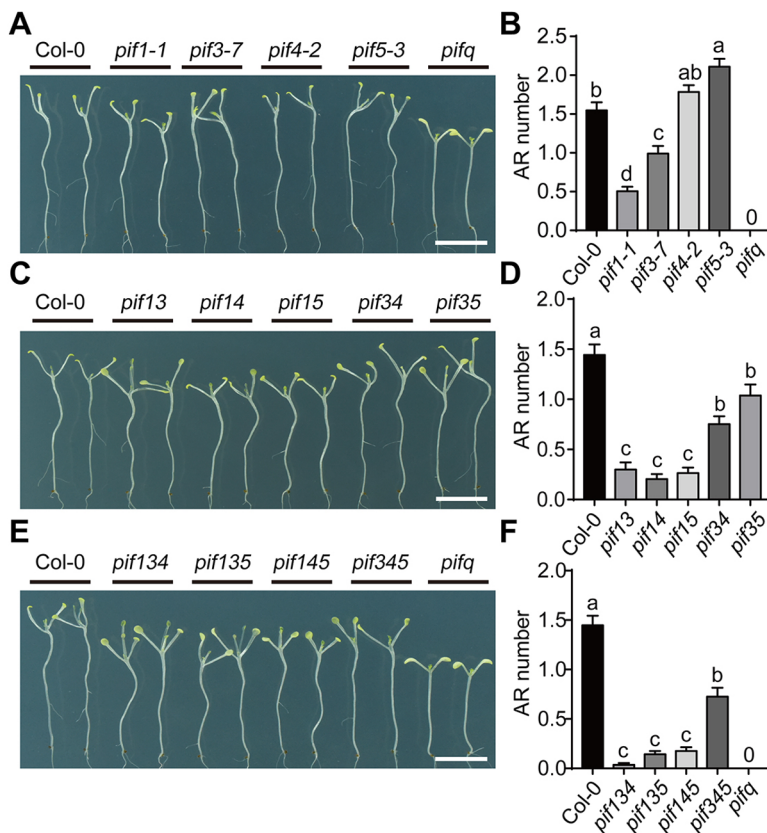 A
Col-0 pif1-1 pif3-7 pif4-2 pif5-3 pifq
B
AR number
2.5
2.0
1.5
1.0
0.5
0.0
b
d
c
ab
a
0
Col-0 pif1-1 pif3-7 pif4-2 pif5-3 pifq
C
Col-0 pif13 pif14 pif15 pif34 pif35
D
AR number
2.0
1.5
1.0
0.5
0.0
a
c
c
c
b
b
Col-0 pif13 pif14 pif15 pif34 pif35
E
Col-0 pif134 pif135 pif145 pif345 pifq
F
AR number
2.0
1.5
1.0
0.5
0.0
a
c
c
c
b
0
Col-0 pif134 pif135 pif145 pif345 pifq